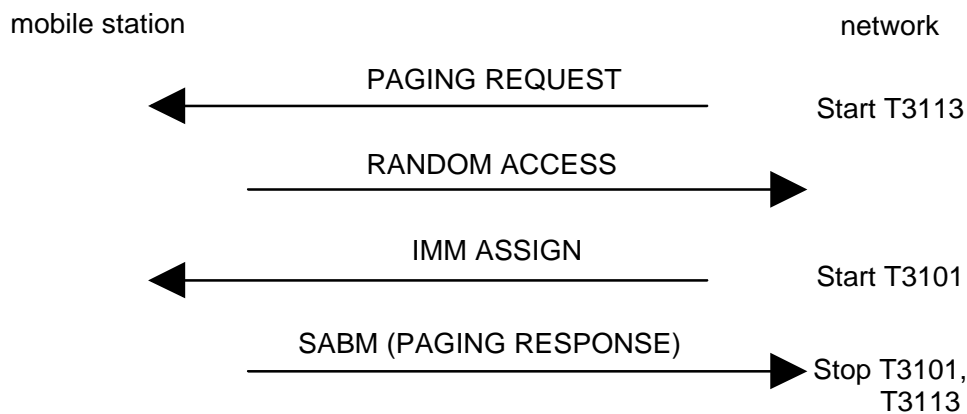 mobile station
network
PAGING REQUEST
Start T3113
RANDOM ACCESS
IMM ASSIGN
Start T3101
SABM (PAGING RESPONSE)
Stop T3101,
T3113